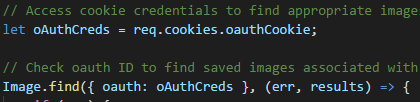 // Access cookie credentials to find appropriate image
let oAuthCreds = req.cookies.oauthCookie;
// Check oauth ID to find saved images associated with
Image.find({ oauth: oAuthCreds }, (err, results) => {